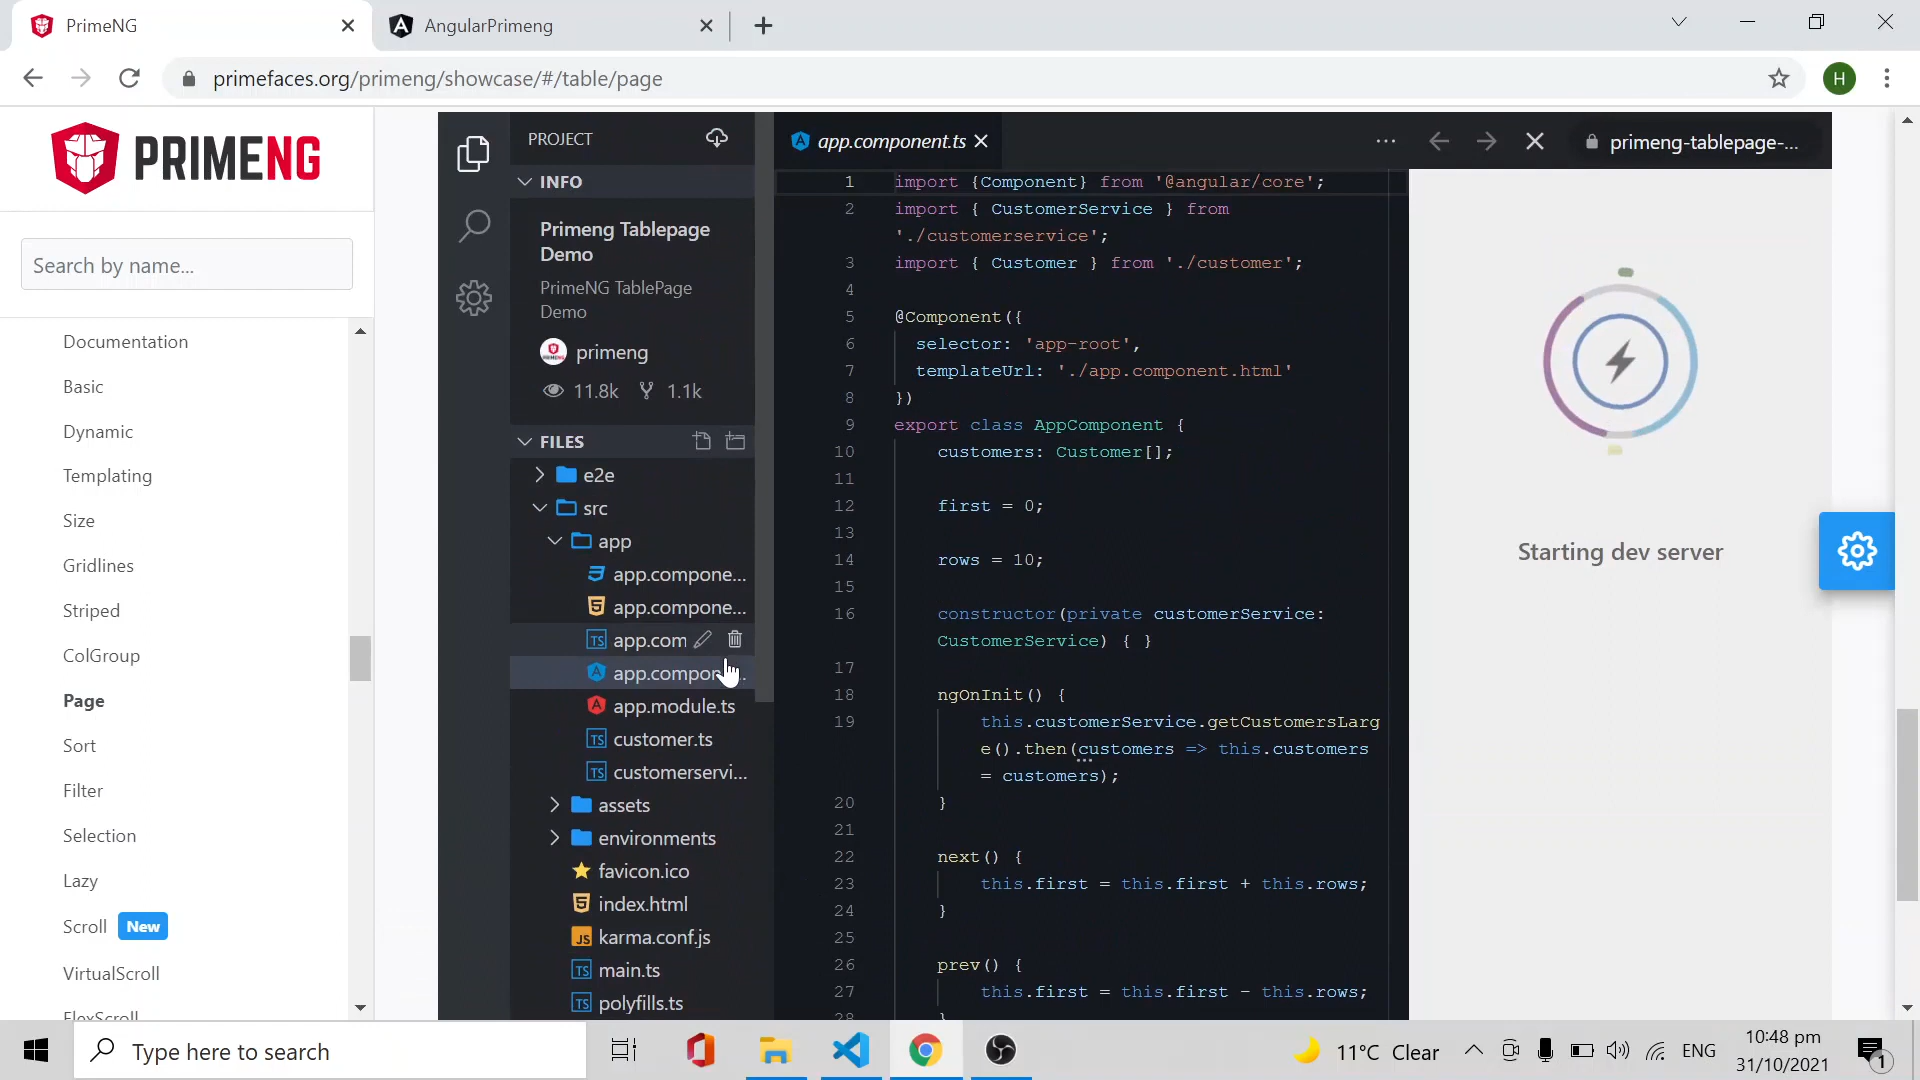 PrimeNG
AngularPrimeng
primefaces.org/primeng/showcase/#/table/page
H
PRIMENG
Search by name...
Documentation
Basic
Dynamic
Templating
Size
Gridlines
Striped
ColGroup
Page
Sort
Filter
Selection
Lazy
Scroll New
VirtualScroll
FlexScroll
PROJECT
INFO
Primeng Tablepage
Demo
PrimeNG TablePage
Demo
primeng
11.8k 1.1k
FILES
e2e
src
app
app.compone...
app.compone...
app.com
app.compon...
app.module.ts
customer.ts
customerservi...
assets
environments
favicon.ico
index.html
karma.conf.js
main.ts
polyfills.ts
app.component.ts
primeng-tablepage-...
1 import {Component} from '@angular/core';
2 import { CustomerService } from
'./customerservice';
3 import { Customer } from './customer';
4
5 @Component({
6 selector: 'app-root',
7 templateUrl: './app.component.html'
8 })
9 export class AppComponent {
10 customers: Customer[];
11
12 first = 0;
13
14 rows = 10;
15
16 constructor(private customerService:
CustomerService) { }
17
18 ngOnInit() {
19 this.customerService.getCustomersLarg
e().then(customers => this.customers
= customers);
20 }
21
22 next() {
23 this.first = this.first + this.rows;
24 }
25
26 prev() {
27 this.first = this.first - this.rows;
28 }
Starting dev server
Type here to search
11°C Clear
ENG
10:48 pm
31/10/2021
1